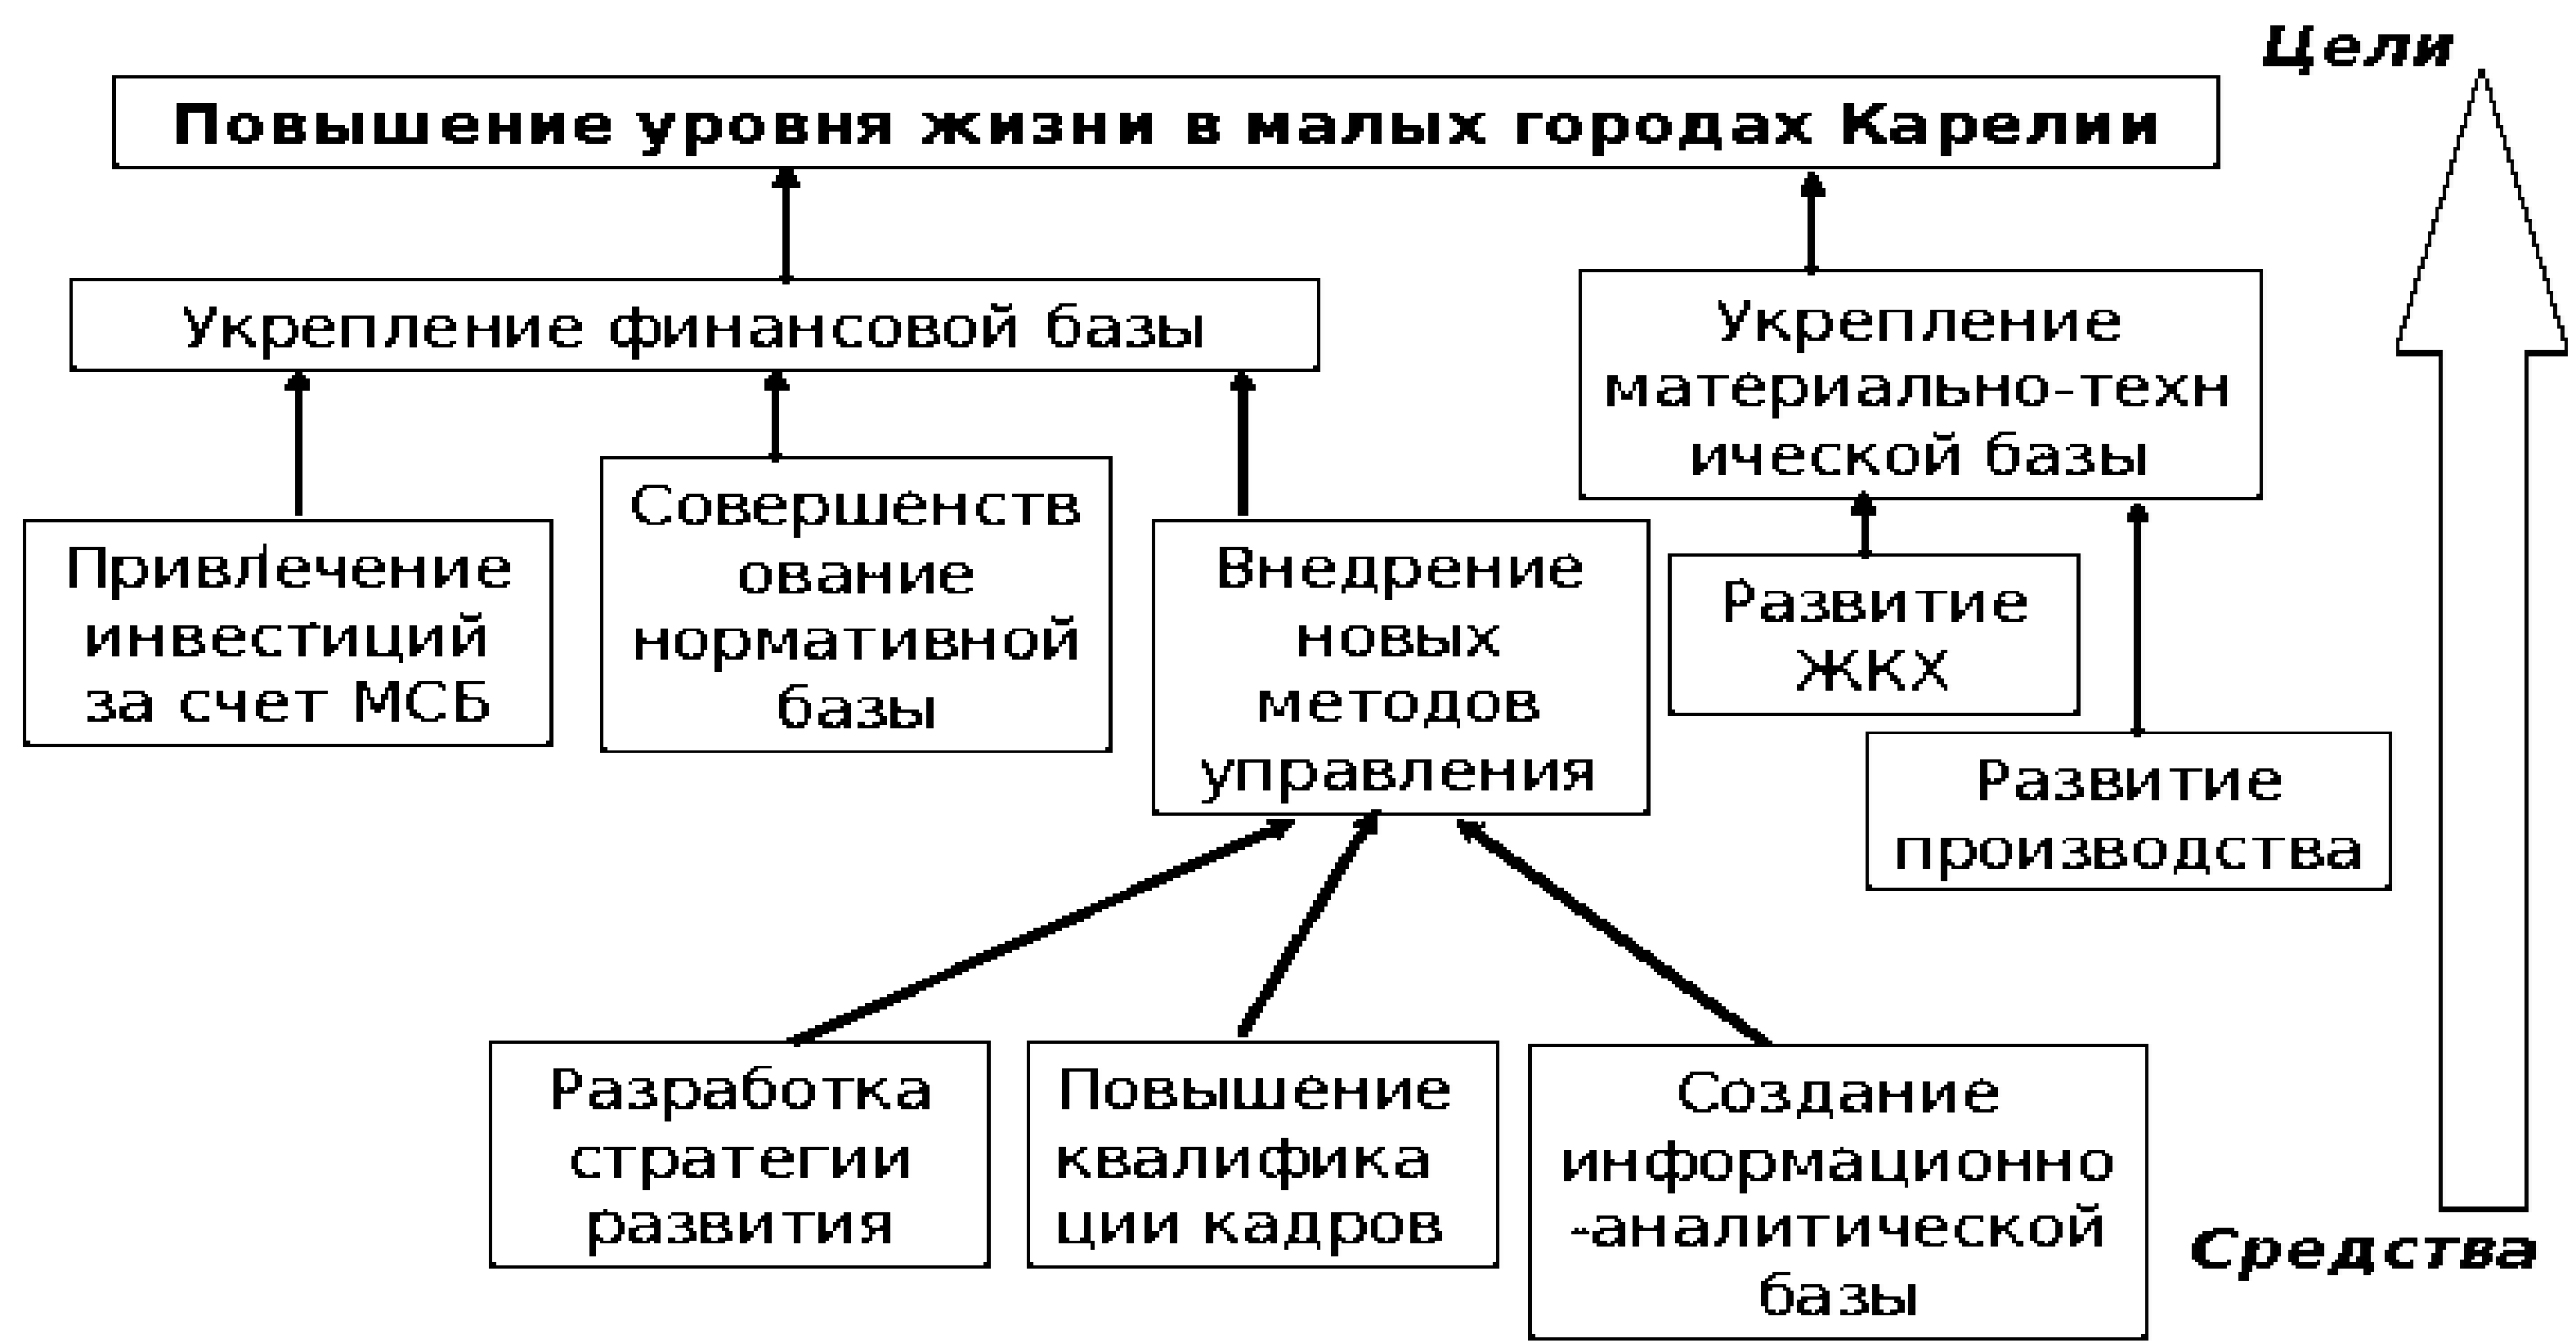 Цели
Повышение уровня жизни в малых городах Карелии
Укрепление финансовой базы
Укрепление
материально-техн
ической базы
Привлечение
инвестиций
за счет МСБ
Совершенств
ование
нормативной
базы
Внедрение
новых
методов
управления
Развитие
ЖКХ
Развитие
производства
Разработка
стратегии
развития
Повышение
квалифика
ции кадров
Создание
информационно
-аналитической
базы
Средства